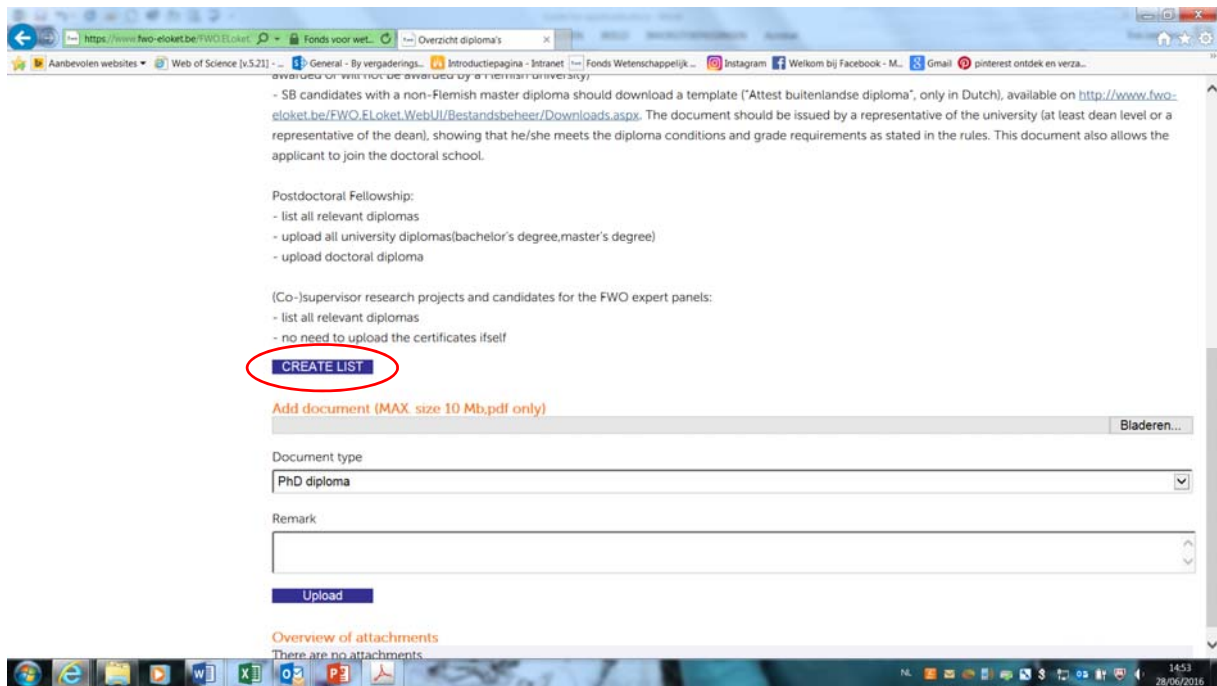 https://www.fwo-eloket.be/FWO.ELoket.
Fonds voor wet...
Overzicht diploma's
Aanbevolen websites
Web of Science [v.5.21] - ...
General - By vergaderings...
Introductiepagina - Intranet
Fonds Wetenschappelijk ...
Instagram
Welkom bij Facebook - M...
Gmail
pinterest ontdek en verza...
awarded or will not be awarded by a Flemish university)
- SB candidates with a non-Flemish master diploma should download a template ("Attest buitenlandse diploma", only in Dutch), available on http://www.fwo-
eloket.be/FWO.ELoket.WebUI/Bestandsbeheer/Downloads.aspx. The document should be issued by a representative of the university (at least dean level or a
representative of the dean), showing that he/she meets the diploma conditions and grade requirements as stated in the rules. This document also allows the
applicant to join the doctoral school.
Postdoctoral Fellowship:
- list all relevant diplomas
- upload all university diplomas(bachelor's degree,master's degree)
- upload doctoral diploma
(Co-)supervisor research projects and candidates for the FWO expert panels:
- list all relevant diplomas
- no need to upload the certificates ifself
CREATE LIST
Add document (MAX. size 10 Mb,pdf only)
Bladeren...
Document type
PhD diploma
Remark
Upload
Overview of attachments
There are no attachments
NL
14:53
28/06/2016